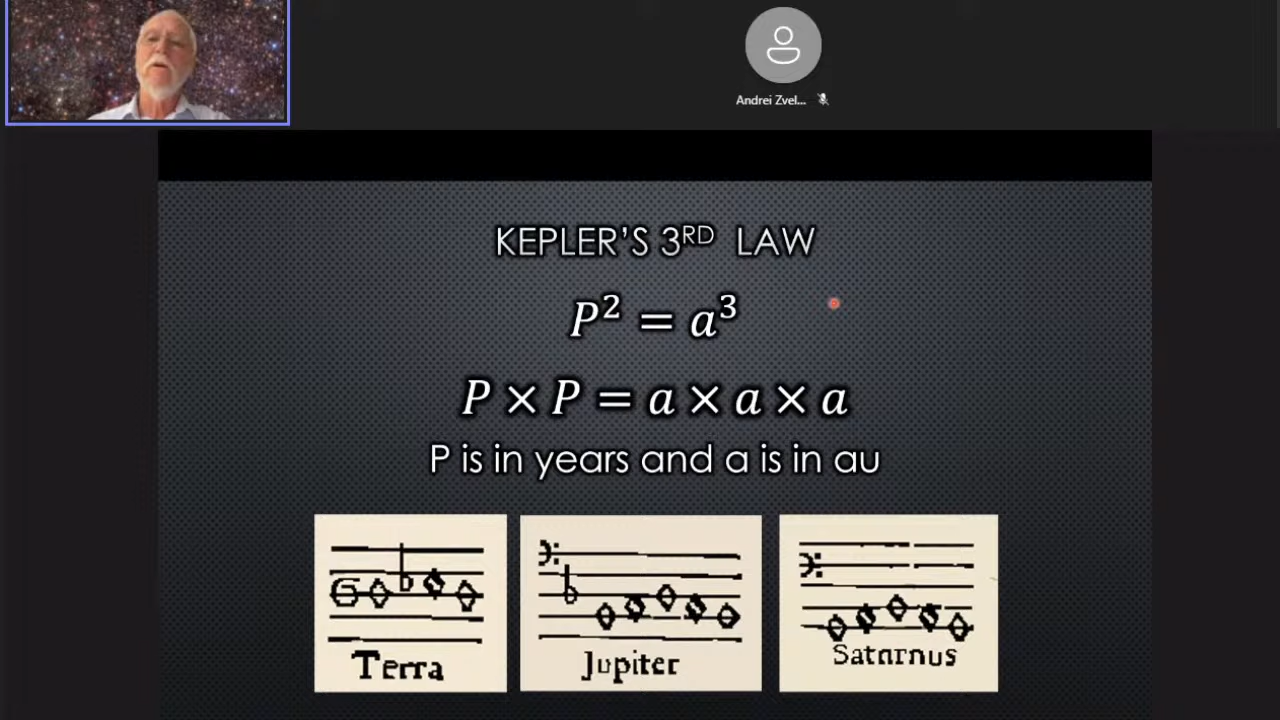 Andrei Zvel...
KEPLER'S 3RD LAW
P² = a³
P × P = a × a × a
P is in years and a is in au
Terra
Jupiter
Saturnus